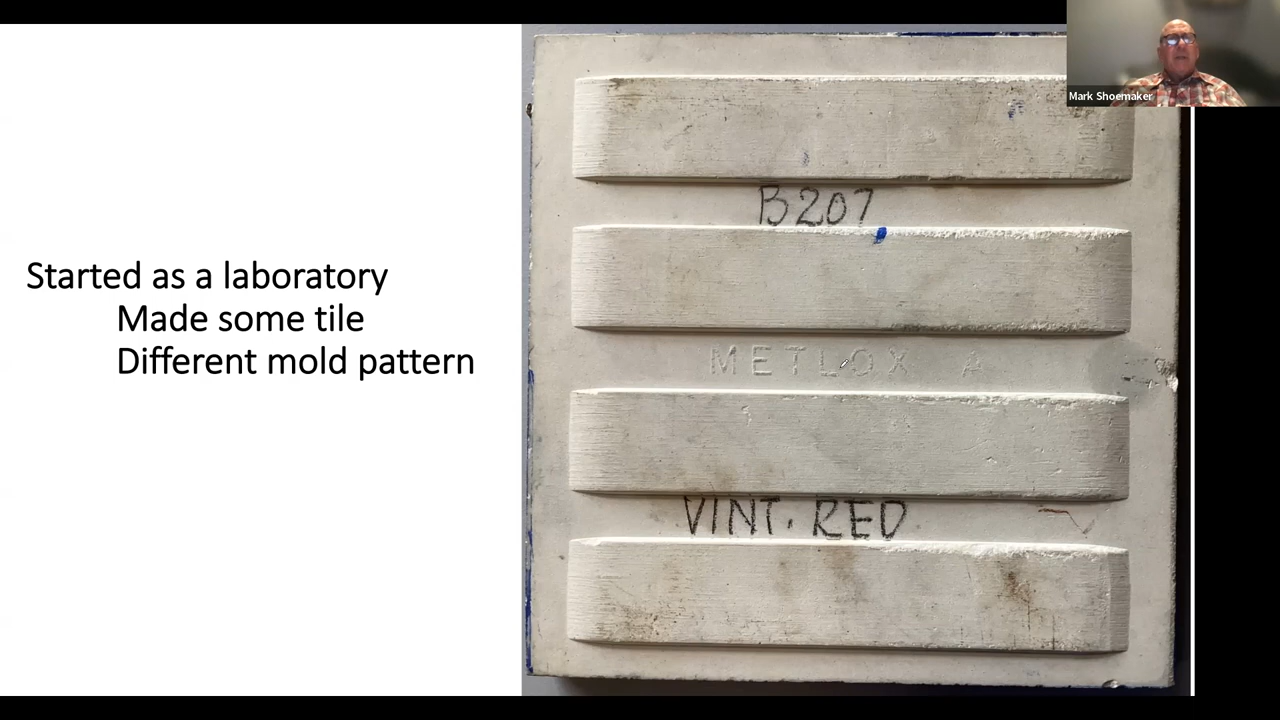 Started as a laboratory
Made some tile
Different mold pattern
B207
METLOX A
VINT. RED
Mark Shoemaker